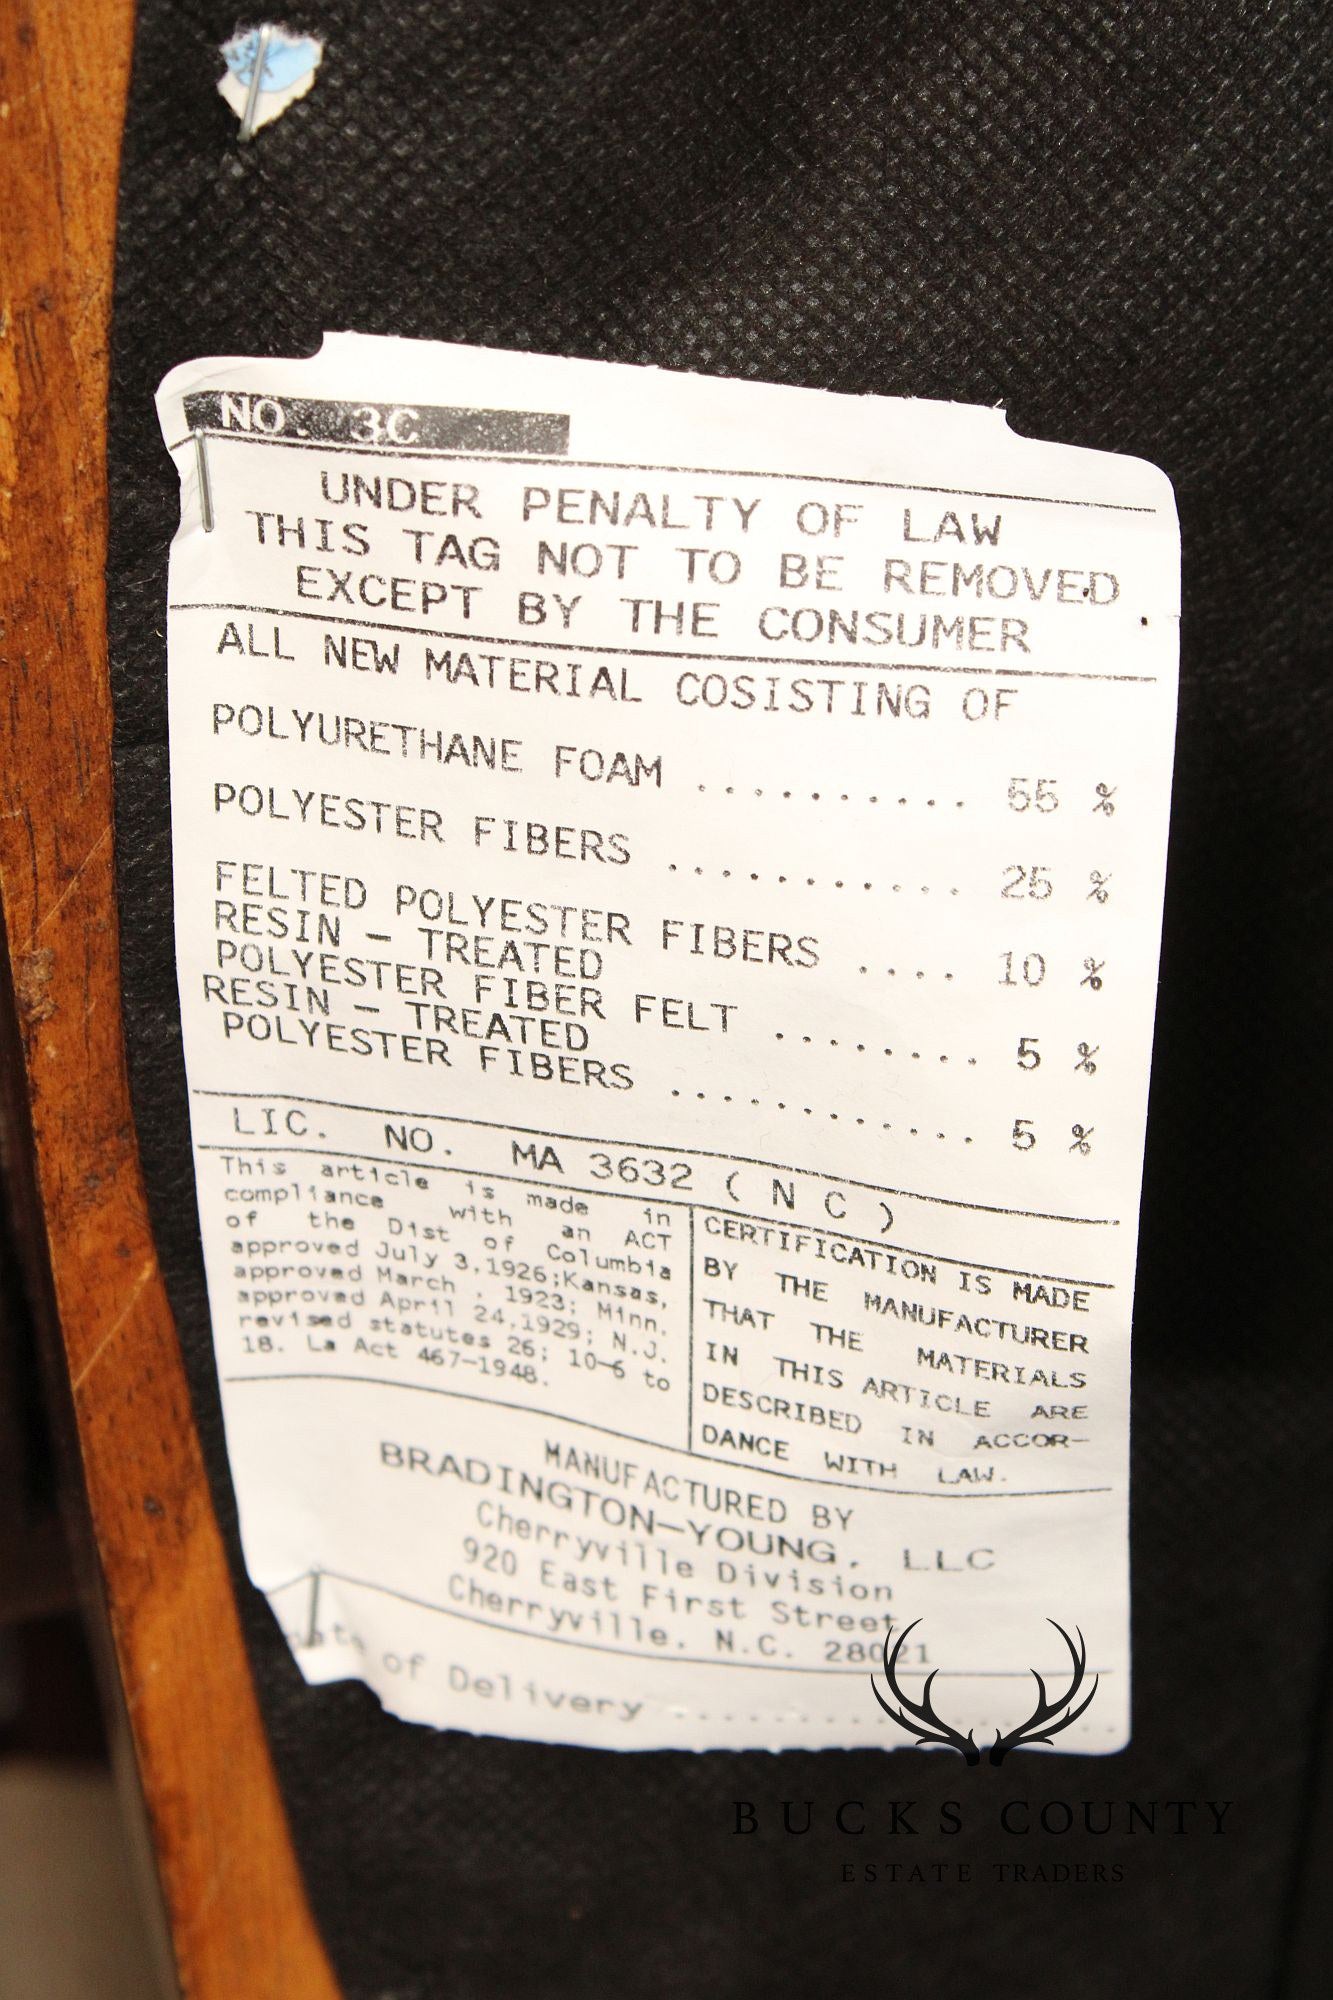 NO. 3C
UNDER PENALTY OF LAW
THIS TAG NOT TO BE REMOVED
EXCEPT BY THE CONSUMER
ALL NEW MATERIAL COSISTING OF
POLYURETHANE FOAM .......... 55 %
POLYESTER FIBERS ........... 25 %
FELTED POLYESTER FIBERS .... 10 %
RESIN - TREATED
POLYESTER FIBER FELT ........ 5 %
RESIN - TREATED
POLYESTER FIBERS ............ 5 %
LIC. NO. MA 3632 ( N C )
This article is made in
compliance with an ACT
of the Dist of Columbia
approved July 3,1926;Kansas,
approved March , 1923; Minn.
approved April 24,1929; N.J.
revised statutes 26; 10-6 to
18. La Act 467-1948.
CERTIFICATION IS MADE
BY THE MANUFACTURER
THAT THE MATERIALS
IN THIS ARTICLE ARE
DESCRIBED IN ACCOR-
DANCE WITH LAW.
MANUFACTURED BY
BRADINGTON-YOUNG, LLC
Cherryville Division
920 East First Street
Cherryville, N.C. 28021
Date of Delivery ................
BUCKS COUNTY
ESTATE TRADERS